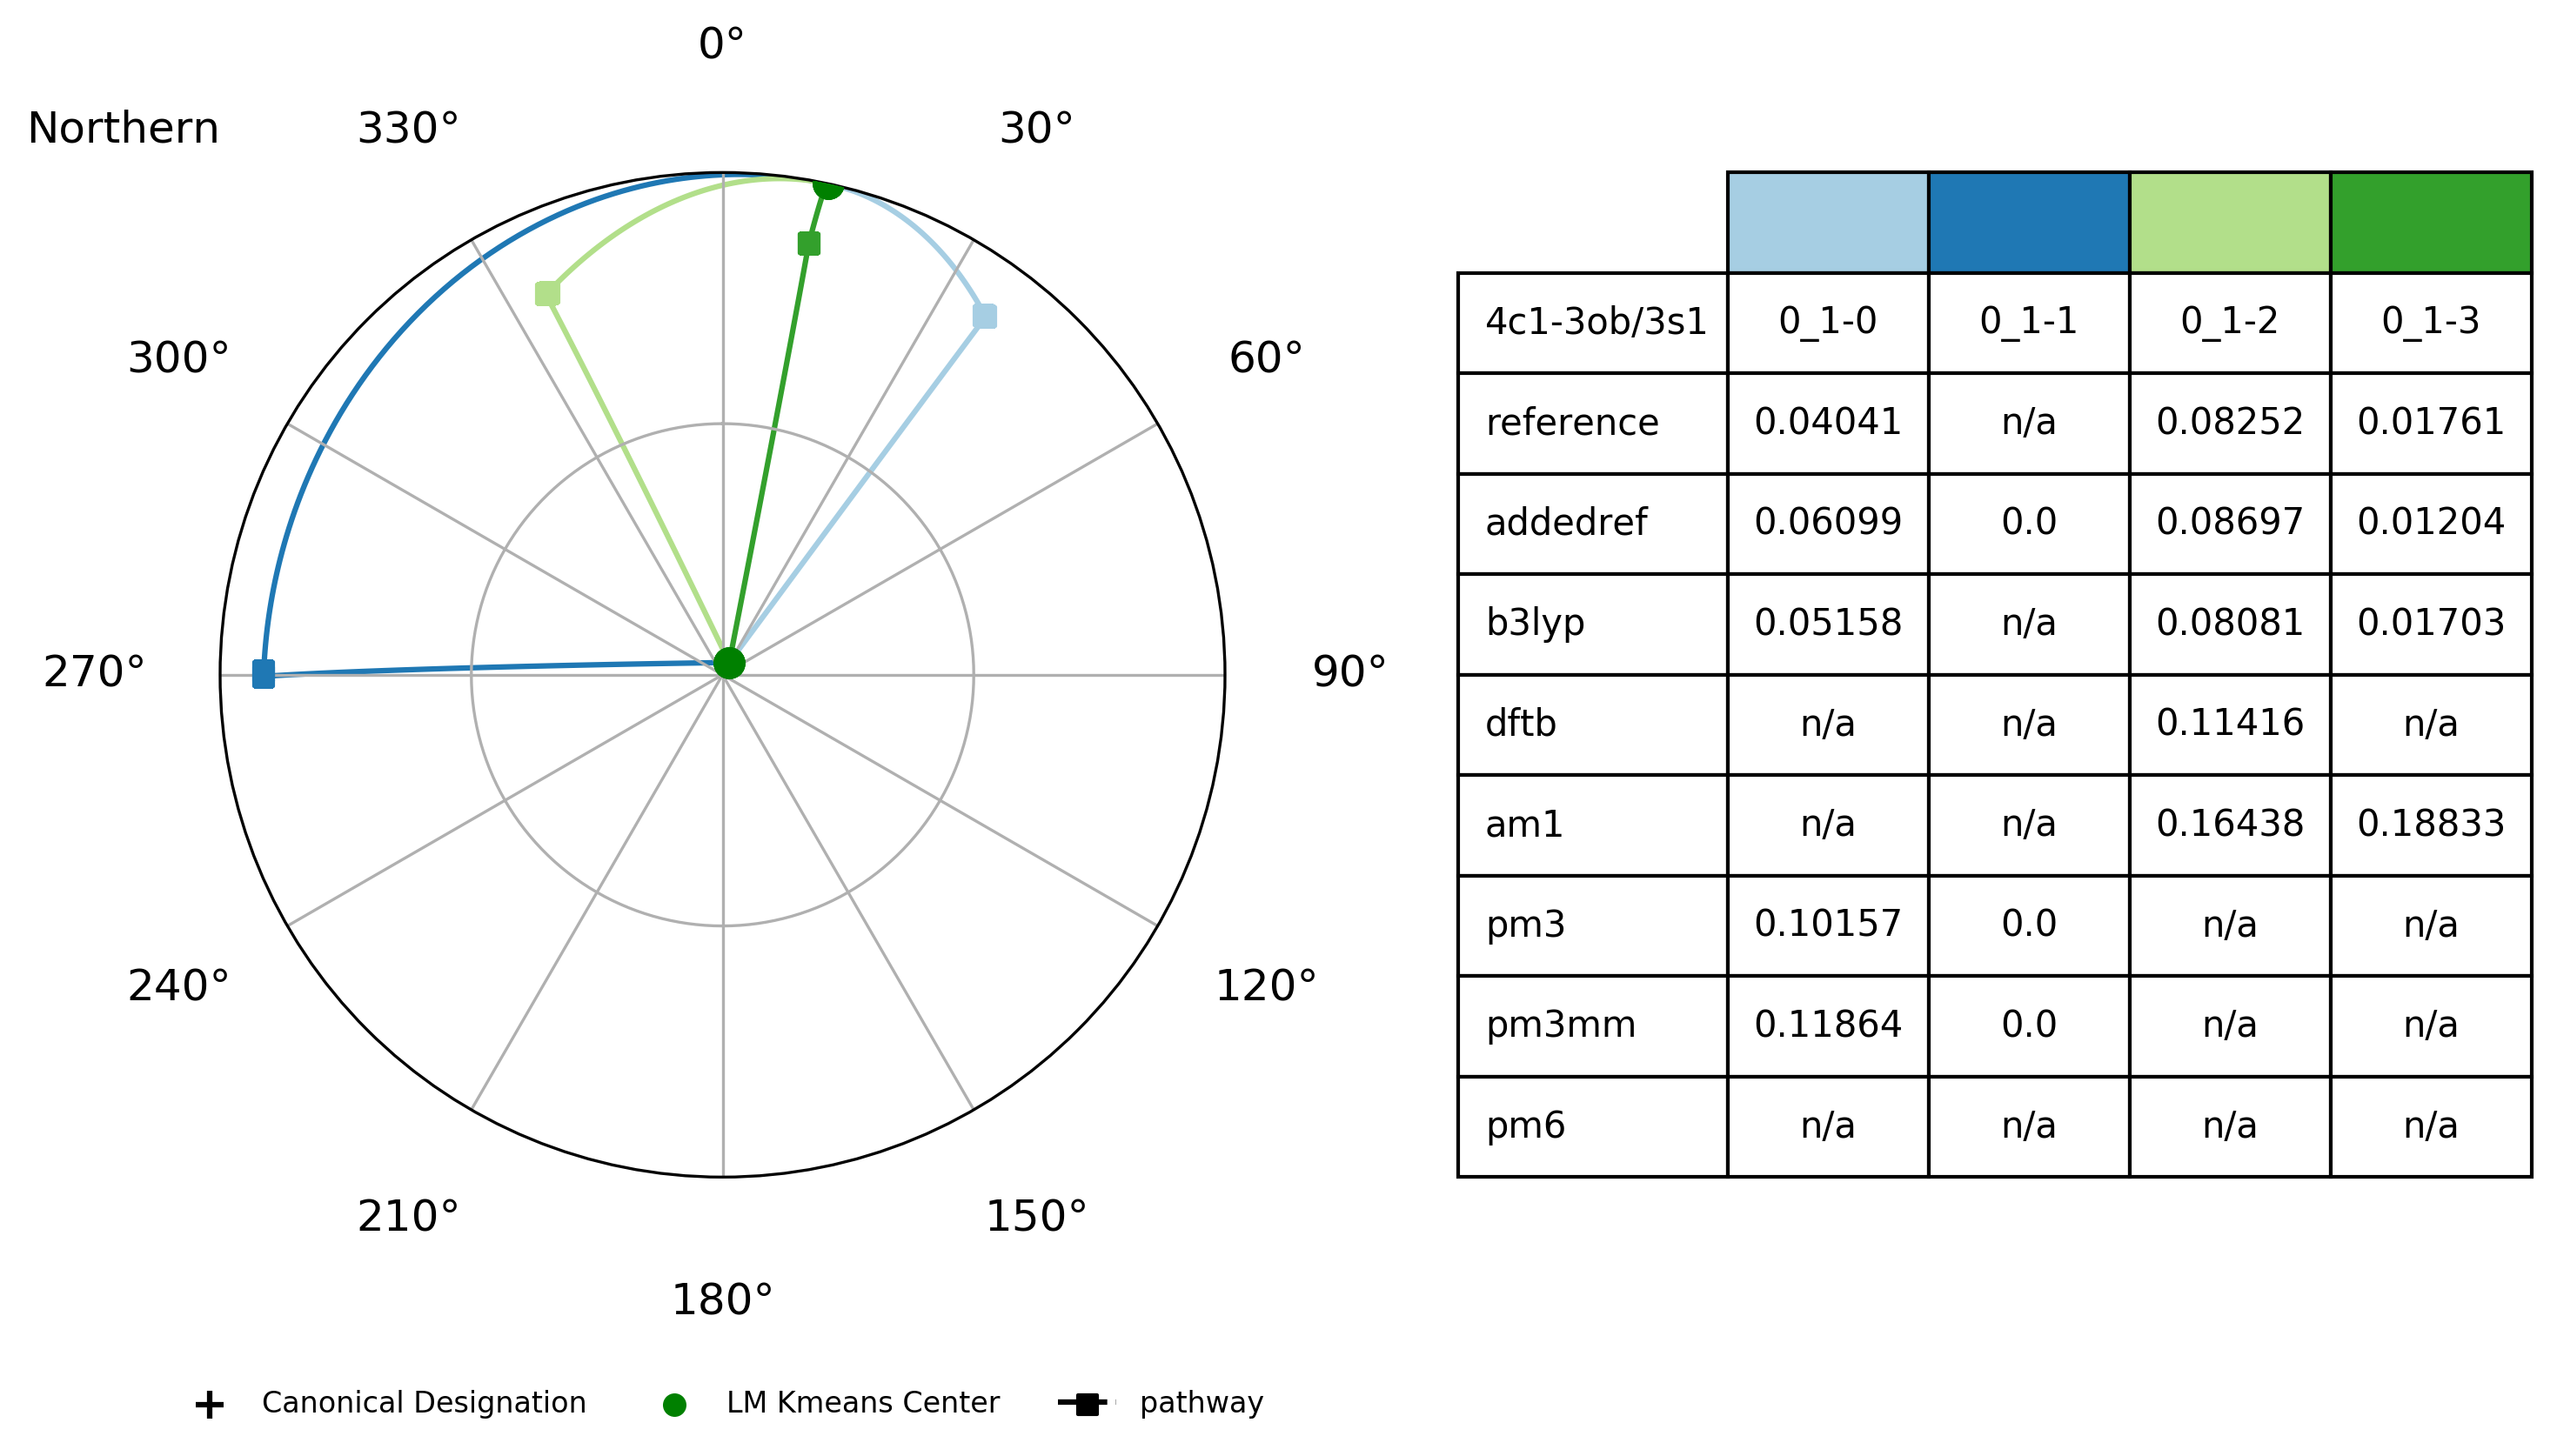 0°
Northern 330° 30°
300° 60°
270° 90°
240° 120°
210° 150°
180°
4c1-3ob/3s1 0_1-0 0_1-1 0_1-2 0_1-3
reference 0.04041 n/a 0.08252 0.01761
addedref 0.06099 0.0 0.08697 0.01204
b3lyp 0.05158 n/a 0.08081 0.01703
dftb n/a n/a 0.11416 n/a
am1 n/a n/a 0.16438 0.18833
pm3 0.10157 0.0 n/a n/a
pm3mm 0.11864 0.0 n/a n/a
pm6 n/a n/a n/a n/a
Canonical Designation LM Kmeans Center pathway